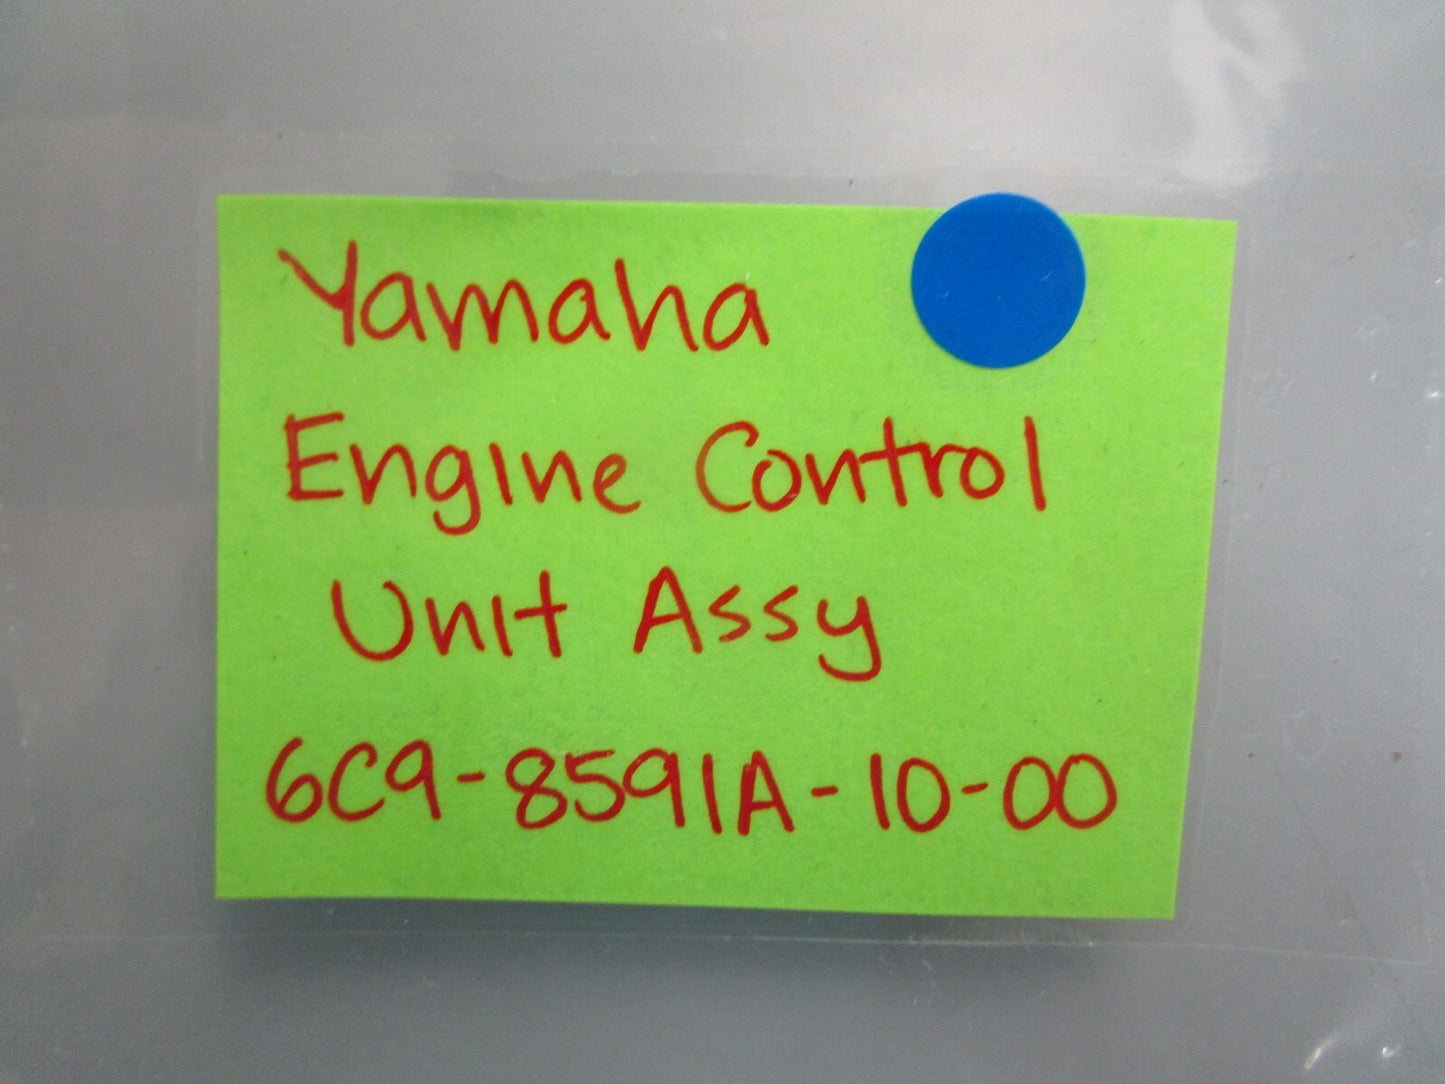 Yamaha
Engine Control
Unit Assy
6C9-8591A-10-00